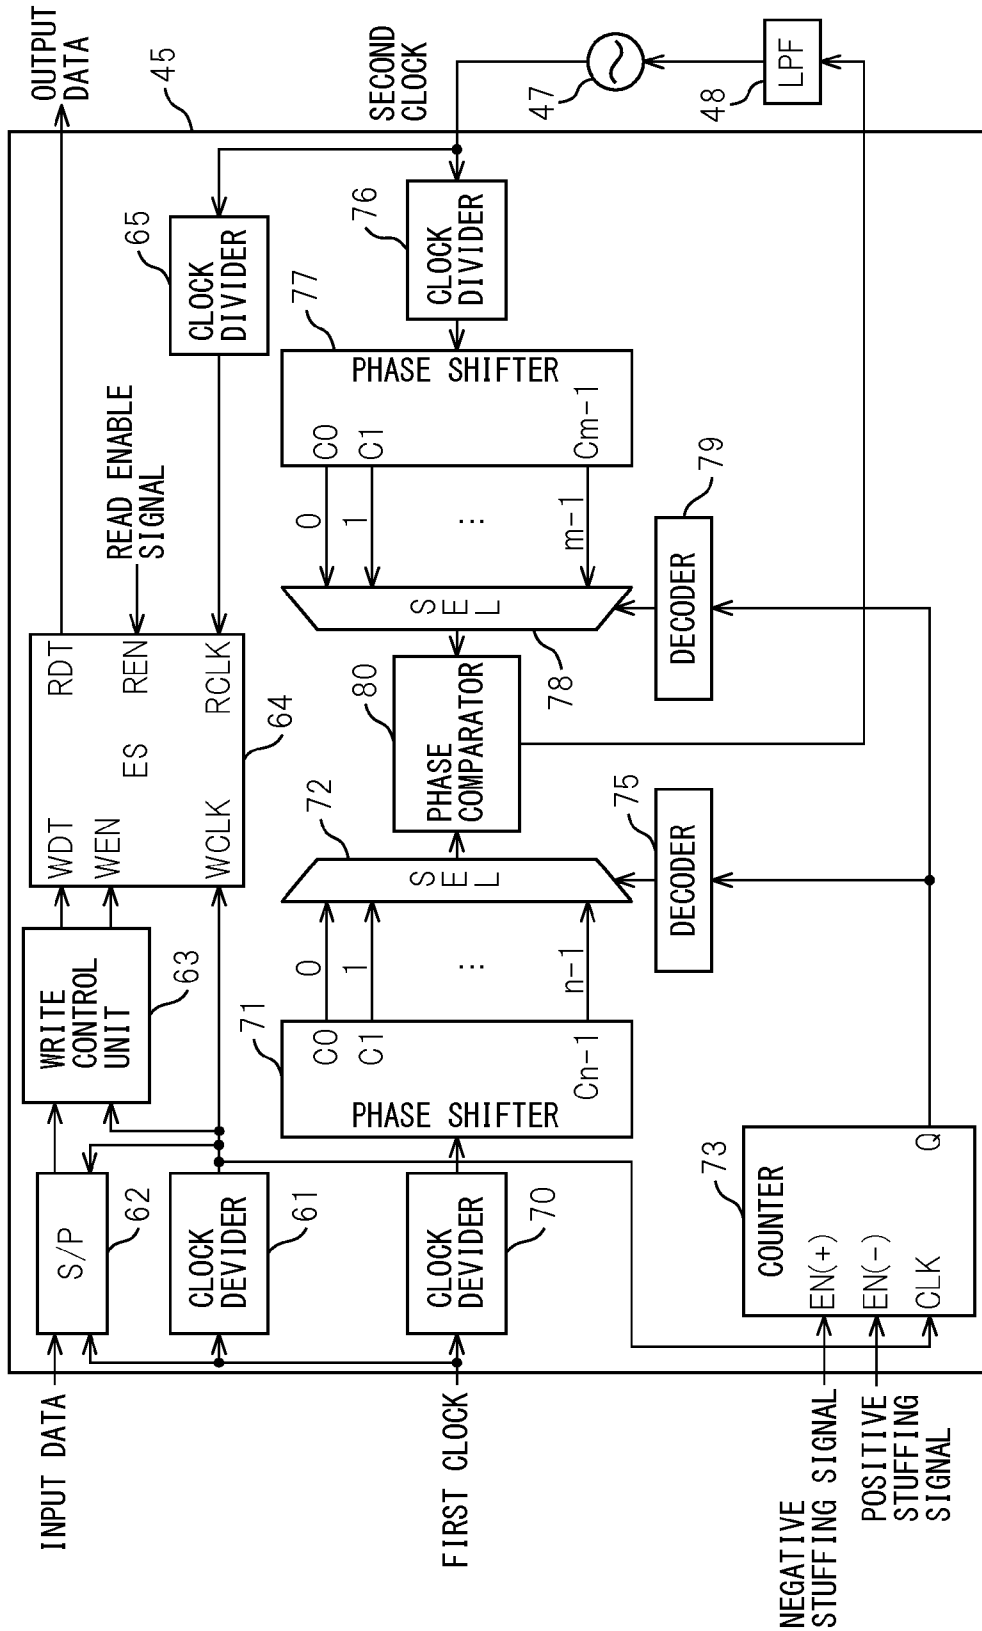 INPUT DATA
S/P
62
WRITE
CONTROL
UNIT
63
WDT
RDT
WEN
ES
REN
WCLK
RCLK
64
READ ENABLE
SIGNAL
OUTPUT
DATA
45
CLOCK
DEVIDER
61
CLOCK
DIVIDER
65
FIRST CLOCK
CLOCK
DEVIDER
70
PHASE SHIFTER
71
C0
C1
Cn-1
0
1
...
n-1
SEL
72
PHASE
COMPARATOR
80
SEL
78
0
1
...
m-1
C0
C1
Cm-1
PHASE SHIFTER
77
CLOCK
DIVIDER
76
SECOND
CLOCK
47
LPF
48
DECODER
75
DECODER
79
NEGATIVE
STUFFING SIGNAL
POSITIVE
STUFFING
SIGNAL
COUNTER
73
EN(+)
EN(-)
CLK
Q